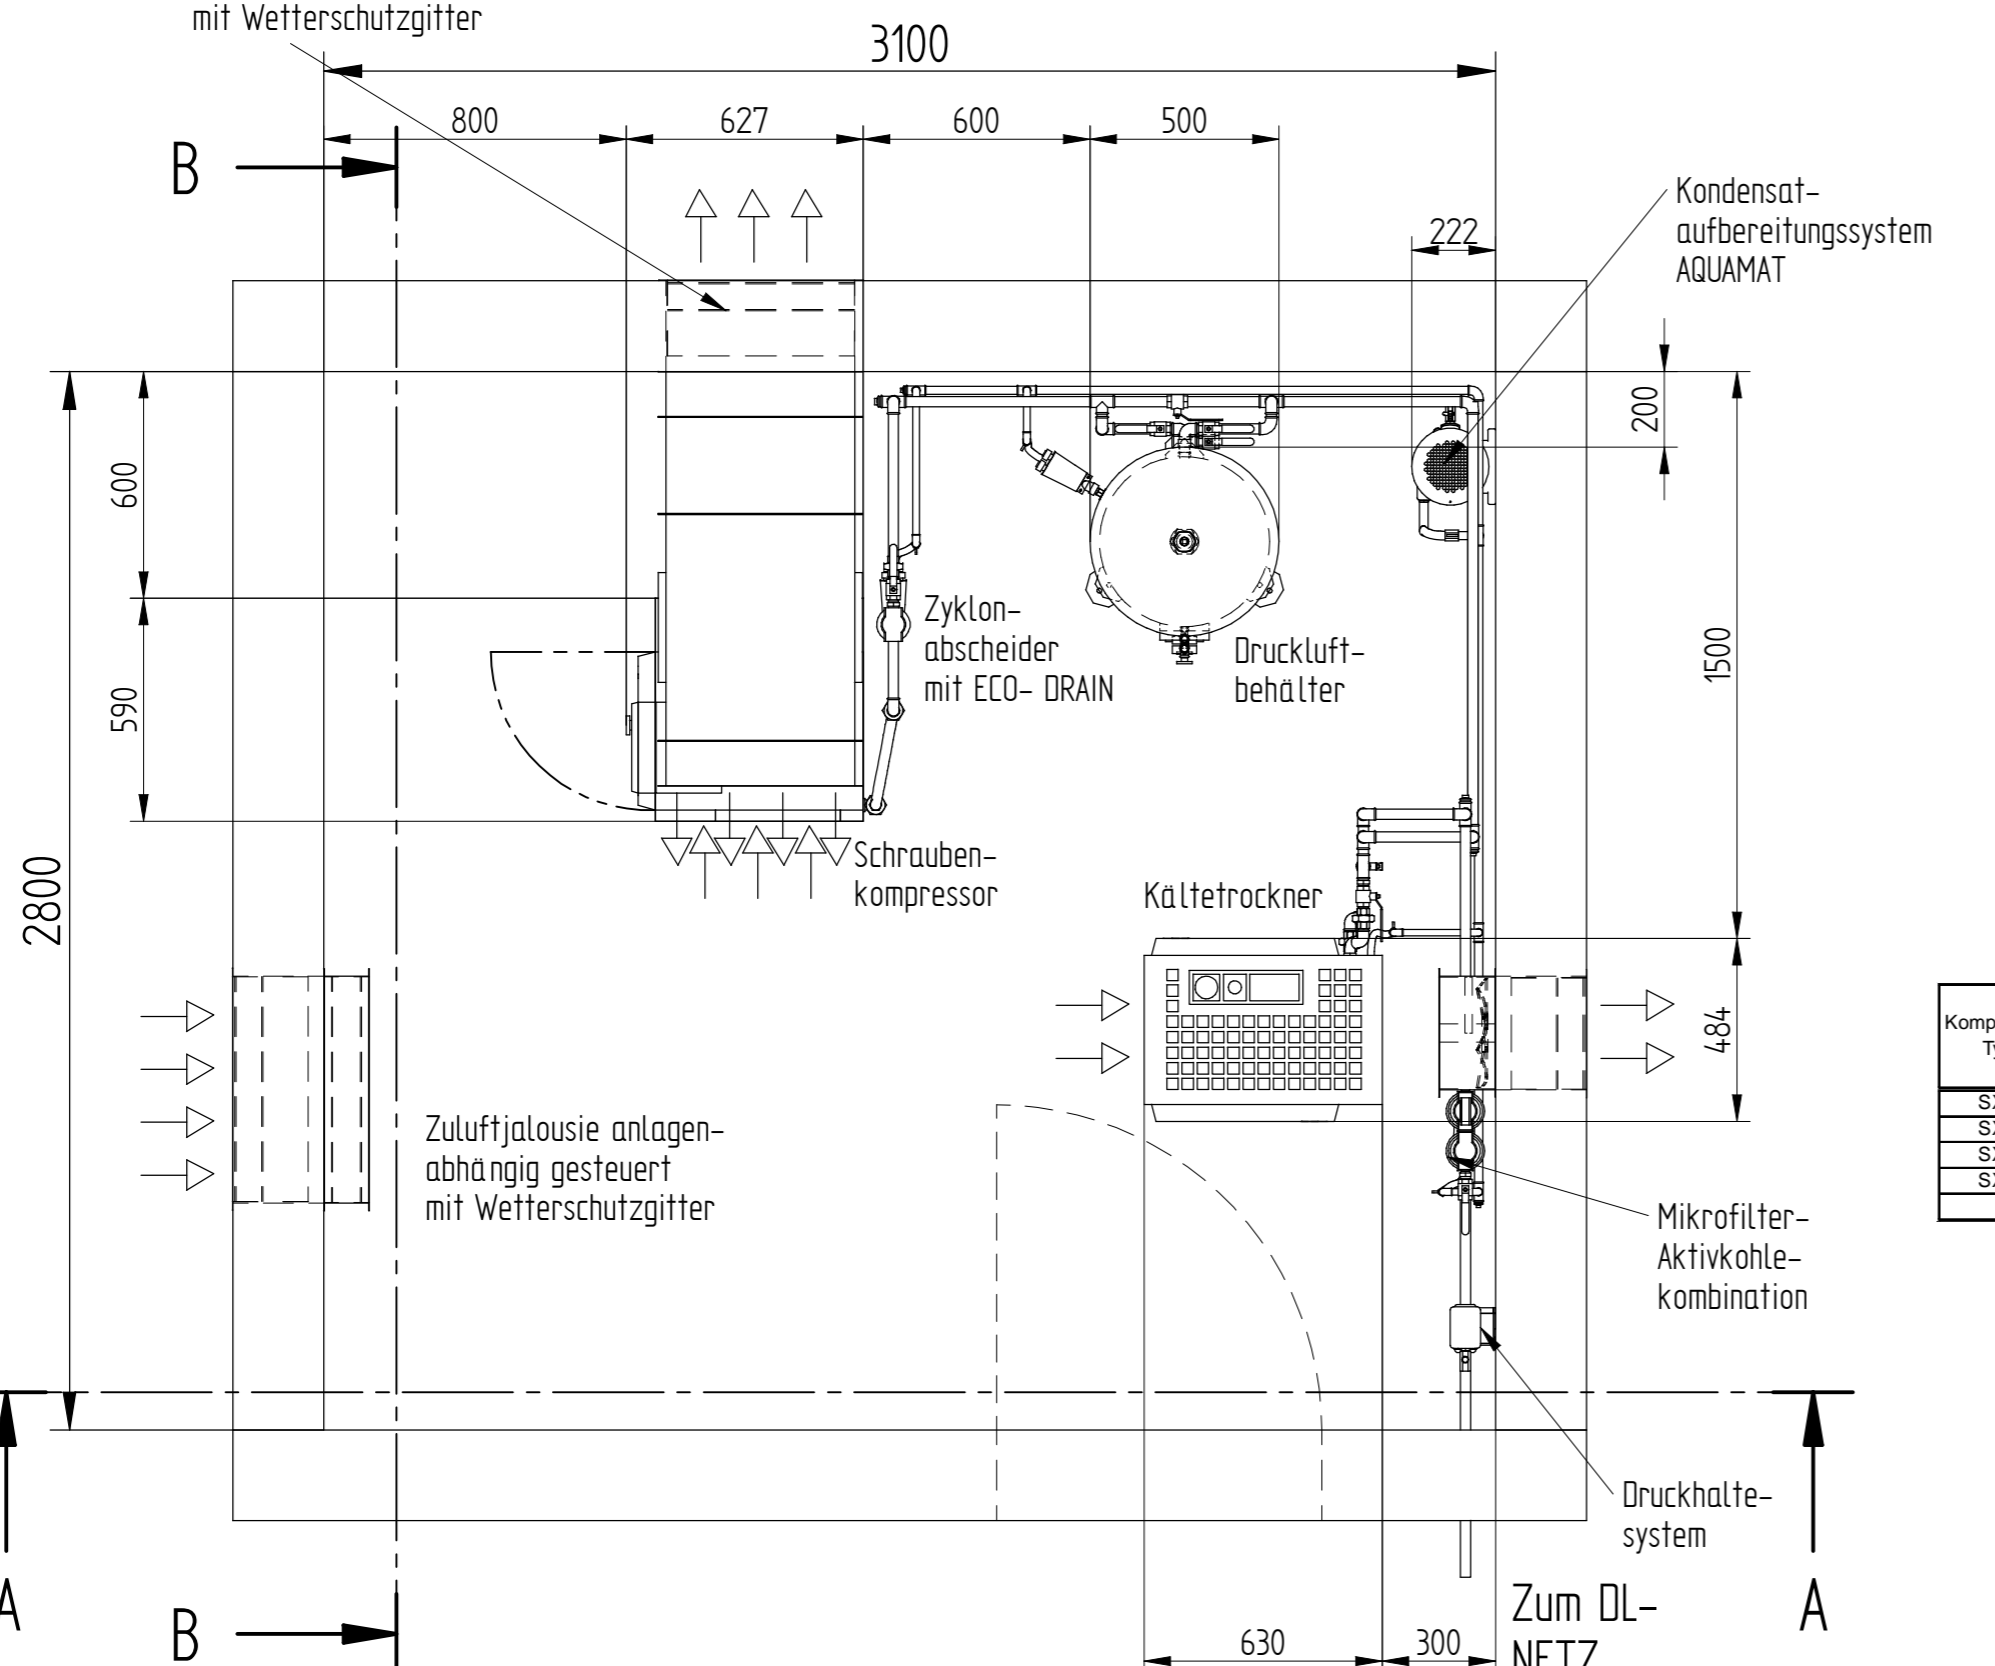 mit Wetterschutzgitter
3100
800
627
600
500
B
Kondensat-
aufbereitungssystem
AQUAMAT
222
200
600
590
2800
1500
484
Zyklon-
abscheider
mit ECO- DRAIN
Druckluft-
behälter
Schrauben-
kompressor
Kältetrockner
Zuluftjalousie anlagen-
abhängig gesteuert
mit Wetterschutzgitter
Mikrofilter-
Aktivkohle-
kombination
Druckhalte-
system
Zum DL-
NETZ
A
A
B
630
300